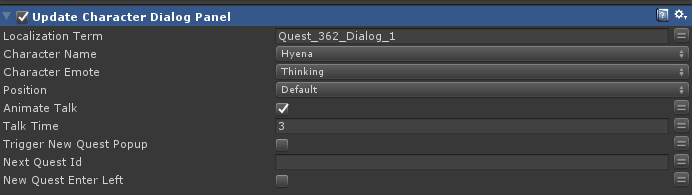 Update Character Dialog Panel
Localization Term Quest_362_Dialog_1
Character Name Hyena
Character Emote Thinking
Position Default
Animate Talk
Talk Time 3
Trigger New Quest Popup
Next Quest Id
New Quest Enter Left